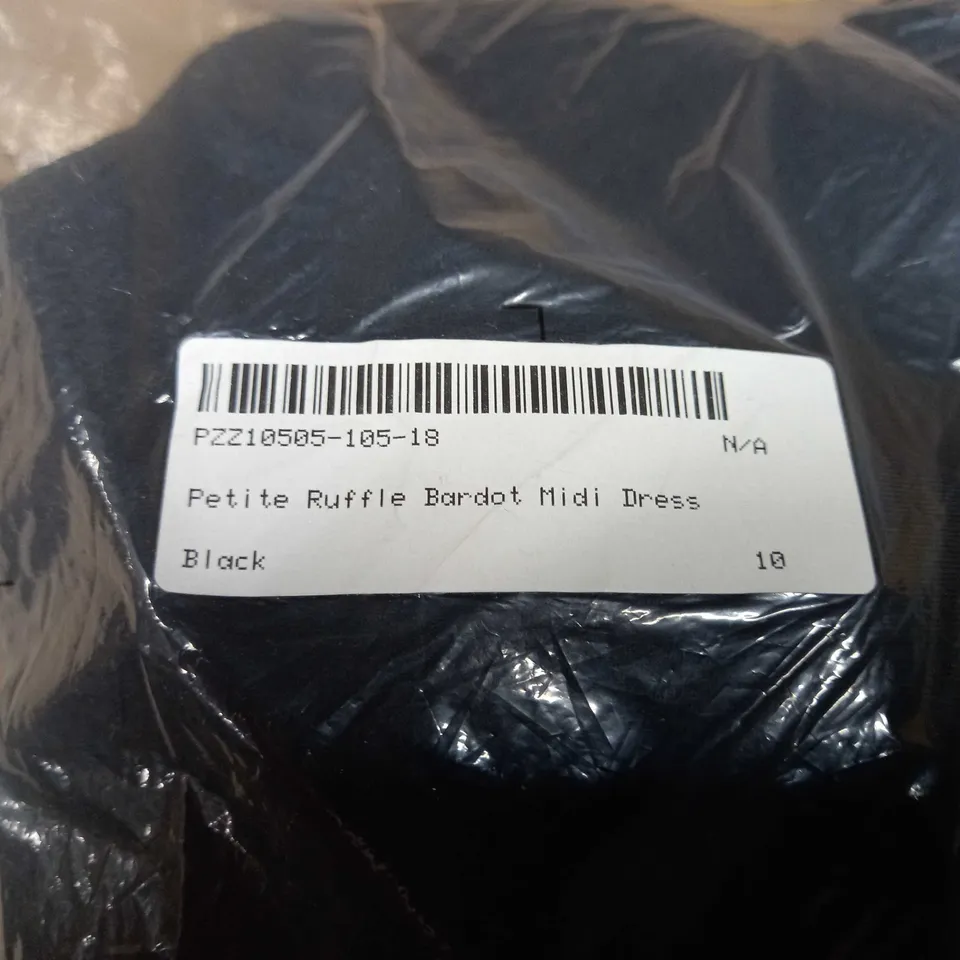 PZZ10505-105-18 N/A
Petite Ruffle Bardot Midi Dress
Black 10